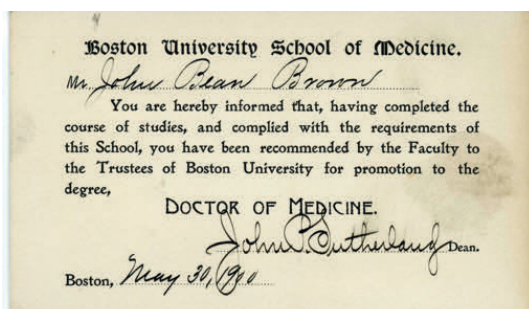 Boston University School of Medicine.
Mr John Bean Brown
You are hereby informed that, having completed the
course of studies, and complied with the requirements of
this School, you have been recommended by the Faculty to
the Trustees of Boston University for promotion to the
degree,
DOCTOR OF MEDICINE.
John P. Sutherland Dean.
Boston, May 30, 1900